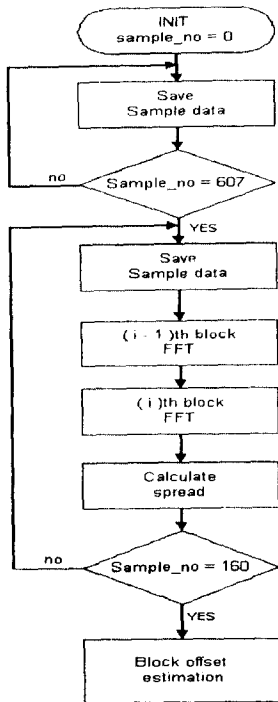 INIT
sample_no = 0
Save
Sample data
no
Sample_no = 607
YES
Save
Sample data
( i - 1 )th block
FFT
( i )th block
FFT
Calculate
spread
no
Sample_no = 160
YES
Block offset
estimation